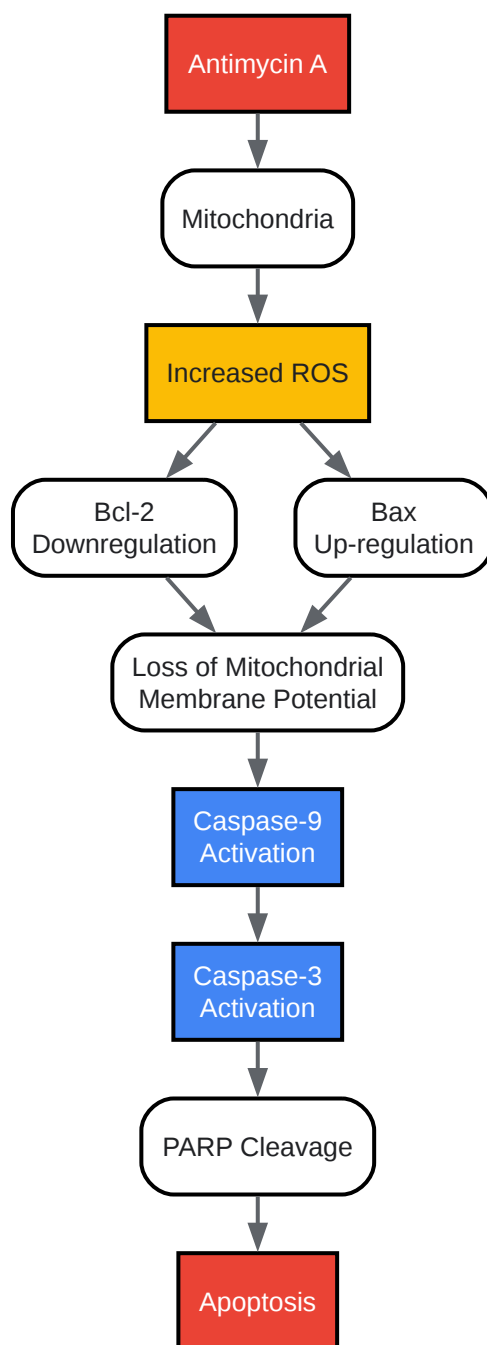 Antimycin A
Mitochondria
Increased ROS
Bcl-2
Downregulation
Bax
Up-regulation
Loss of Mitochondrial
Membrane Potential
Caspase-9
Activation
Caspase-3
Activation
PARP Cleavage
Apoptosis